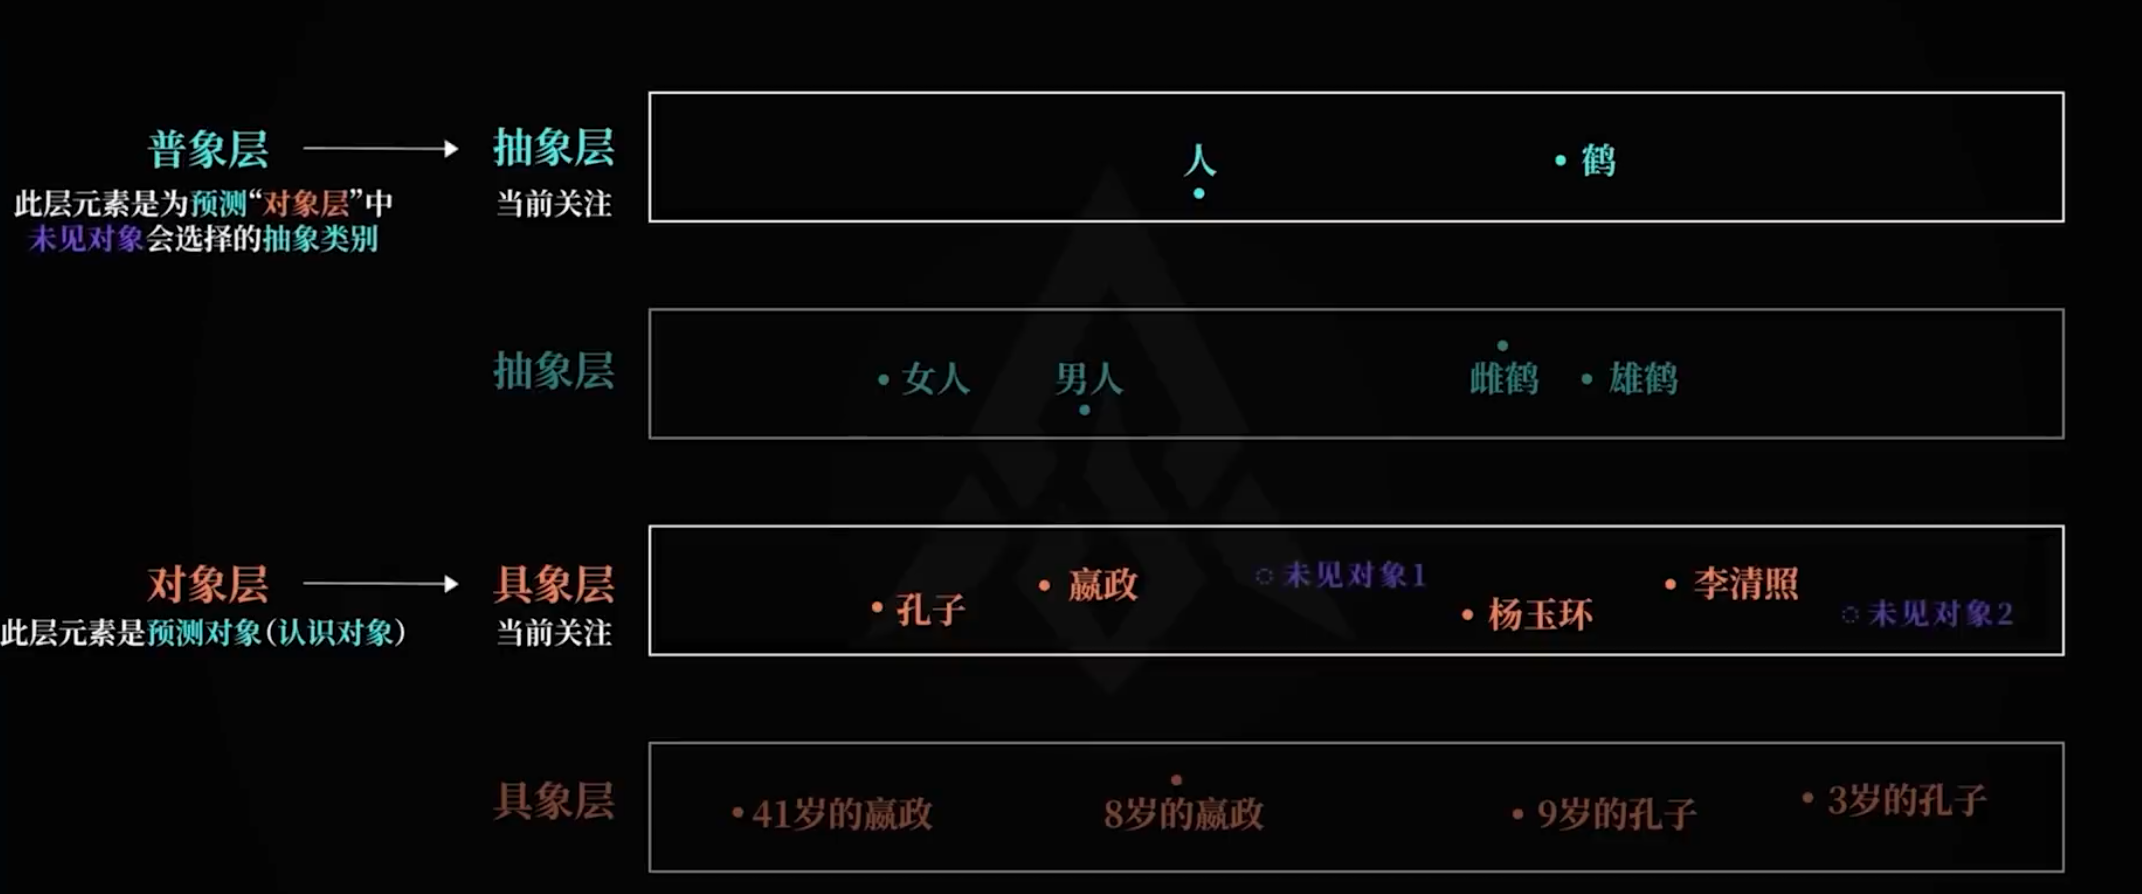 普象层
抽象层
此层元素是为预测“对象层”中
未见对象会选择的抽象类别
当前关注
人
鹤
抽象层
女人
男人
雌鹤
雄鹤
对象层
具象层
此层元素是预测对象(认识对象)
当前关注
孔子
嬴政
未见对象1
杨玉环
李清照
未见对象2
具象层
41岁的嬴政
8岁的嬴政
9岁的孔子
3岁的孔子